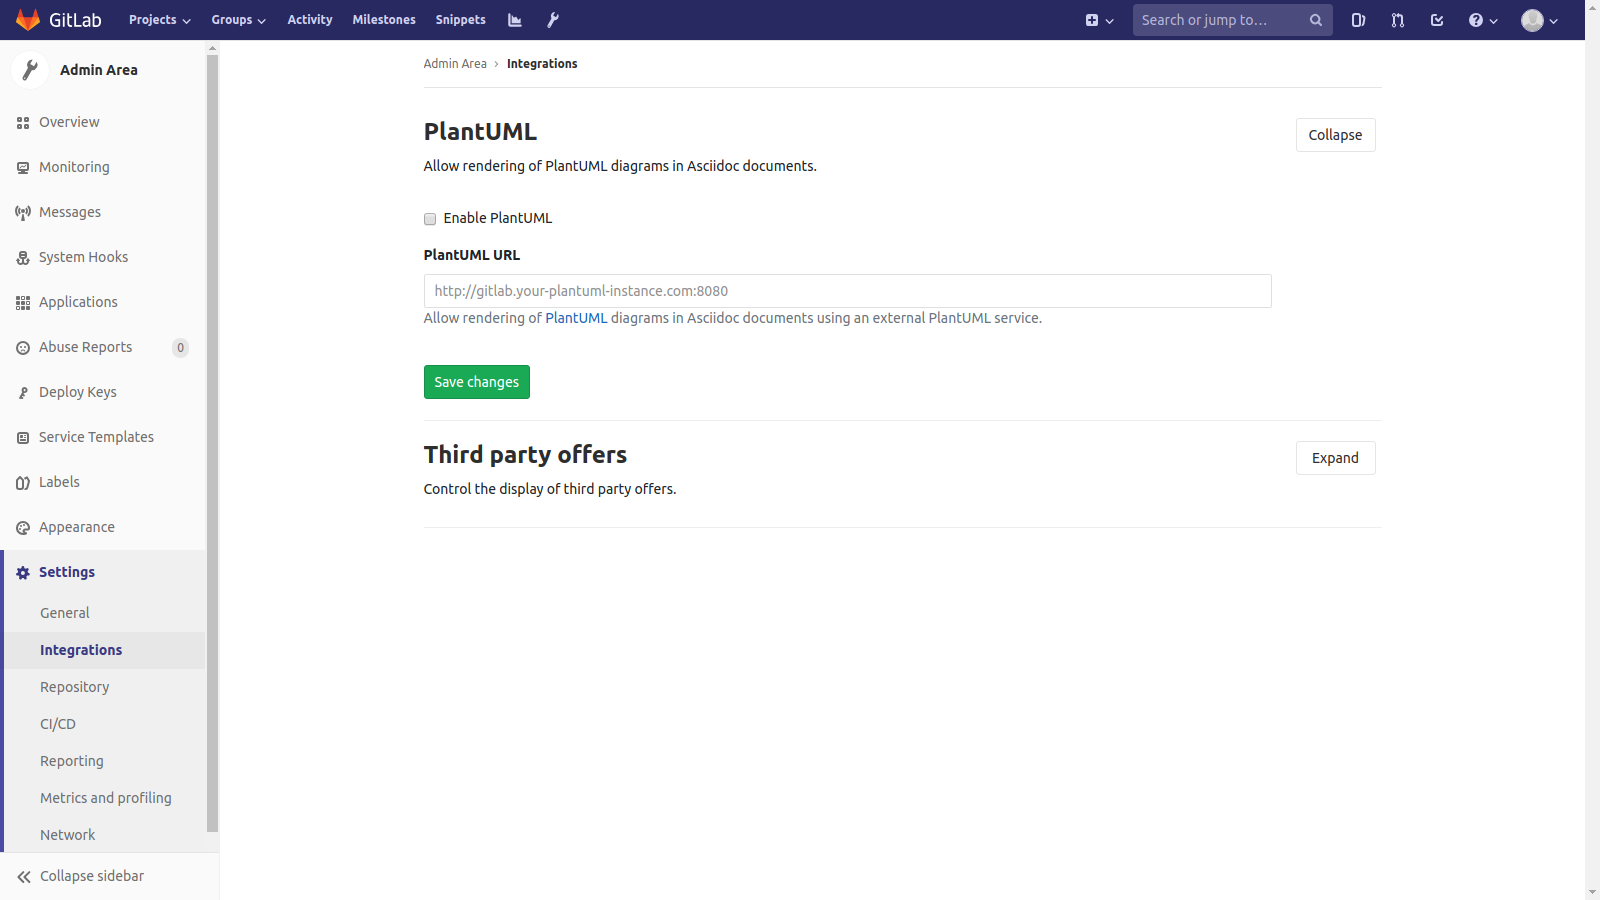 GitLab
Projects
Groups
Activity
Milestones
Snippets
Search or jump to…
Admin Area
Overview
Monitoring
Messages
System Hooks
Applications
Abuse Reports 0
Deploy Keys
Service Templates
Labels
Appearance
Settings
General
Integrations
Repository
CI/CD
Reporting
Metrics and profiling
Network
Collapse sidebar
Admin Area › Integrations
PlantUML
Collapse
Allow rendering of PlantUML diagrams in Asciidoc documents.
Enable PlantUML
PlantUML URL
http://gitlab.your-plantuml-instance.com:8080
Allow rendering of PlantUML diagrams in Asciidoc documents using an external PlantUML service.
Save changes
Third party offers
Expand
Control the display of third party offers.